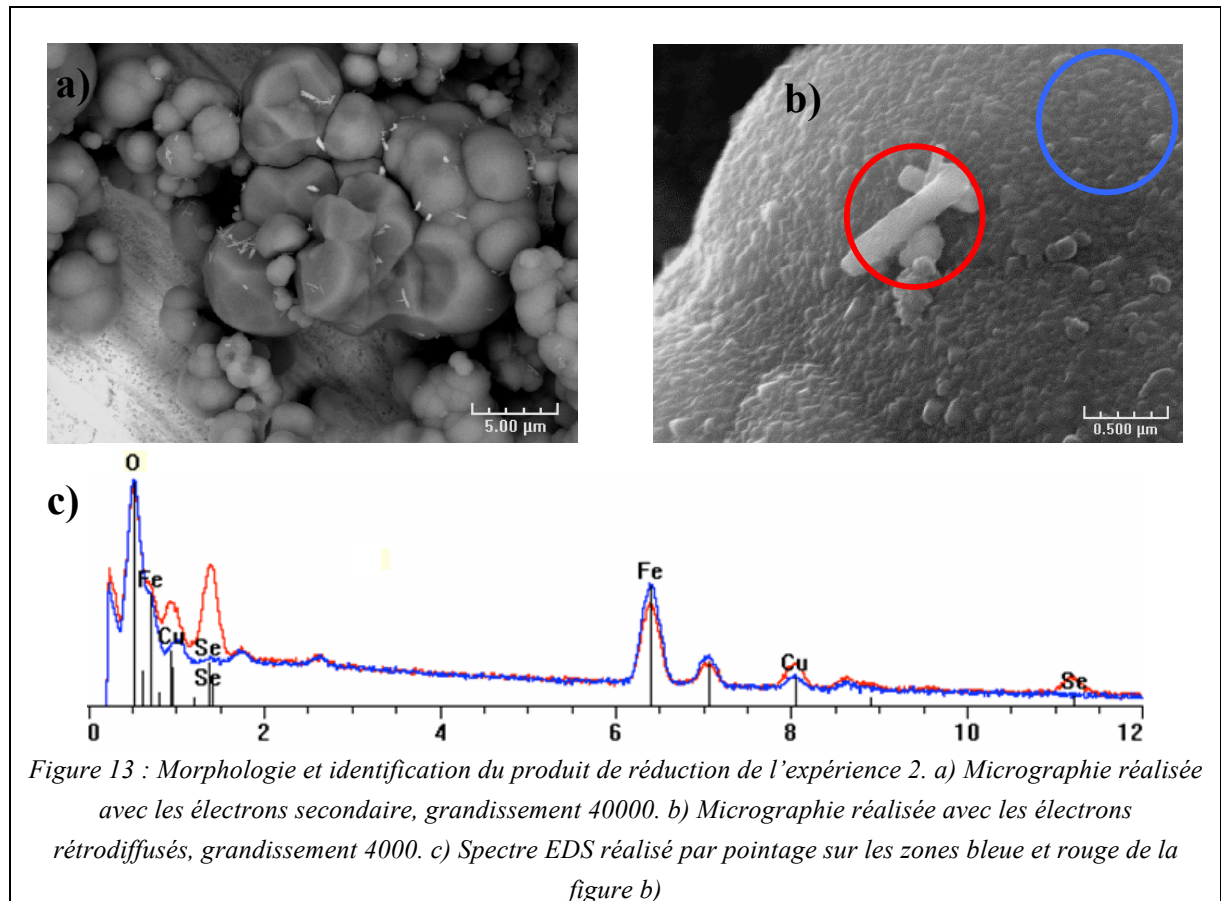 a)
b)
5.00 µm
0.500 µm
c)
O
Fe
Cu
Se
Se
Fe
Cu
Se
0 2 4 6 8 10 12
Figure 13 : Morphologie et identification du produit de réduction de l’expérience 2. a) Micrographie réalisée
avec les électrons secondaire, grandissement 40000. b) Micrographie réalisée avec les électrons
rétrodiffusés, grandissement 4000. c) Spectre EDS réalisé par pointage sur les zones bleue et rouge de la
figure b)